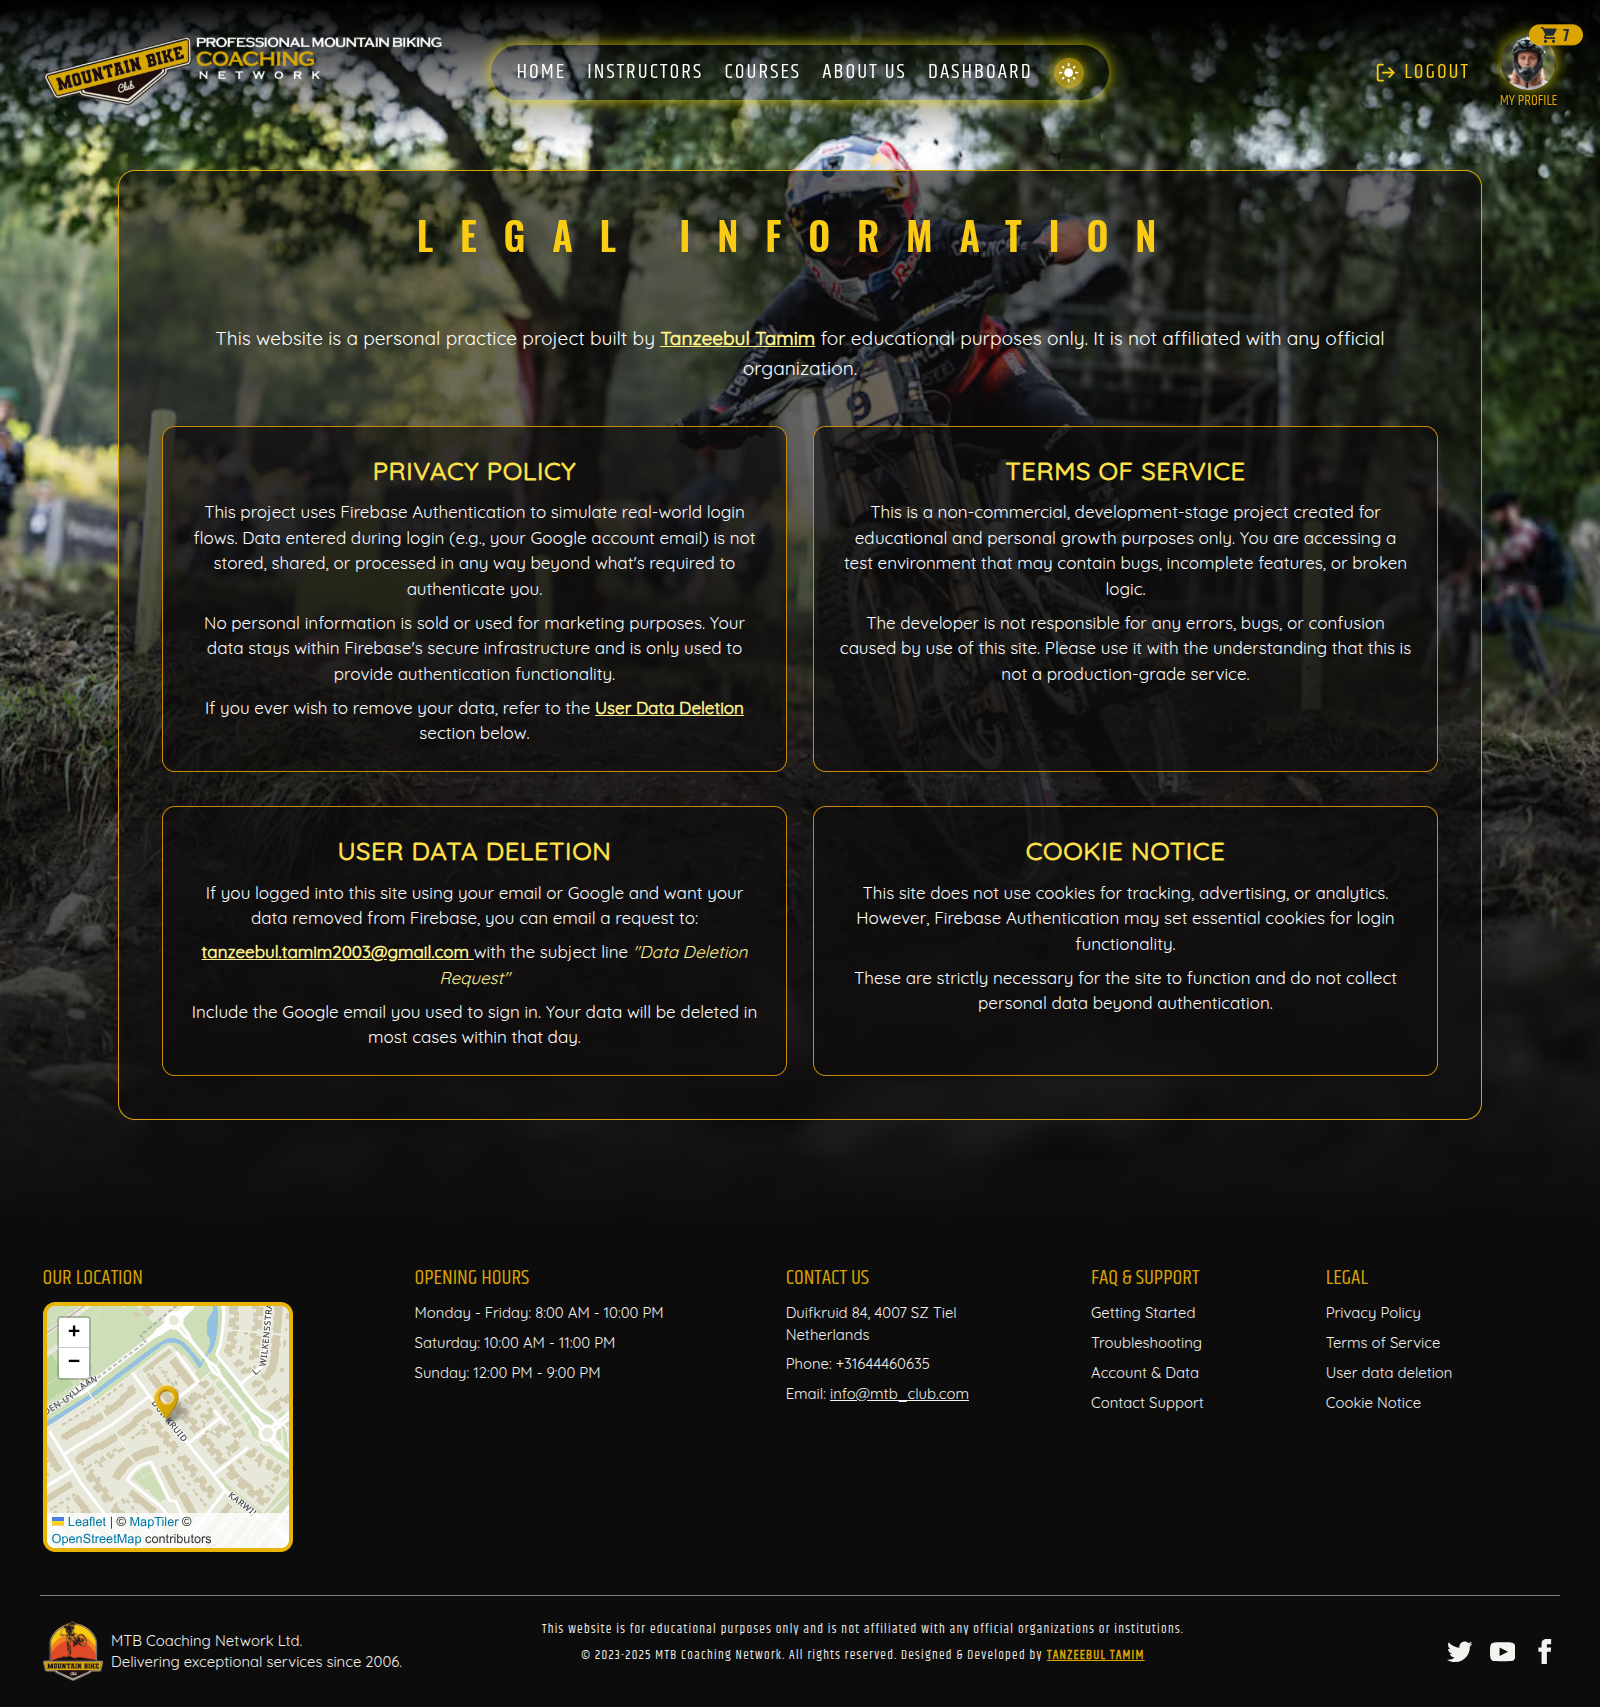 MOUNTAIN BIKE
Club
PROFESSIONAL MOUNTAIN BIKING
COACHING
NETWORK
HOME INSTRUCTORS COURSES ABOUT US DASHBOARD
LOGOUT
7
MY PROFILE
LEGAL INFORMATION
This website is a personal practice project built by Tanzeebul Tamim for educational purposes only. It is not affiliated with any official
organization.
9
PRIVACY POLICY
This project uses Firebase Authentication to simulate real-world login
flows. Data entered during login (e.g., your Google account email) is not
stored, shared, or processed in any way beyond what's required to
authenticate you.
No personal information is sold or used for marketing purposes. Your
data stays within Firebase's secure infrastructure and is only used to
provide authentication functionality.
If you ever wish to remove your data, refer to the User Data Deletion
section below.
TERMS OF SERVICE
This is a non-commercial, development-stage project created for
educational and personal growth purposes only. You are accessing a
test environment that may contain bugs, incomplete features, or broken
logic.
The developer is not responsible for any errors, bugs, or confusion
caused by use of this site. Please use it with the understanding that this is
not a production-grade service.
USER DATA DELETION
If you logged into this site using your email or Google and want your
data removed from Firebase, you can email a request to:
tanzeebul.tamim2003@gmail.com with the subject line "Data Deletion
Request"
Include the Google email you used to sign in. Your data will be deleted in
most cases within that day.
COOKIE NOTICE
This site does not use cookies for tracking, advertising, or analytics.
However, Firebase Authentication may set essential cookies for login
functionality.
These are strictly necessary for the site to function and do not collect
personal data beyond authentication.
OUR LOCATION
+
−
WILKENSSTRA
DEN-UYLLAAN
KRUID
KARWIJ
Leaflet | © MapTiler ©
OpenStreetMap contributors
OPENING HOURS
Monday - Friday: 8:00 AM - 10:00 PM
Saturday: 10:00 AM - 11:00 PM
Sunday: 12:00 PM - 9:00 PM
CONTACT US
Duifkruid 84, 4007 SZ Tiel
Netherlands
Phone: +31644460635
Email: info@mtb_club.com
FAQ & SUPPORT
Getting Started
Troubleshooting
Account & Data
Contact Support
LEGAL
Privacy Policy
Terms of Service
User data deletion
Cookie Notice
MOUNTAIN BIKE
MTB Coaching Network Ltd.
Delivering exceptional services since 2006.
This website is for educational purposes only and is not affiliated with any official organizations or institutions.
© 2023-2025 MTB Coaching Network. All rights reserved. Designed & Developed by TANZEEBUL TAMIM